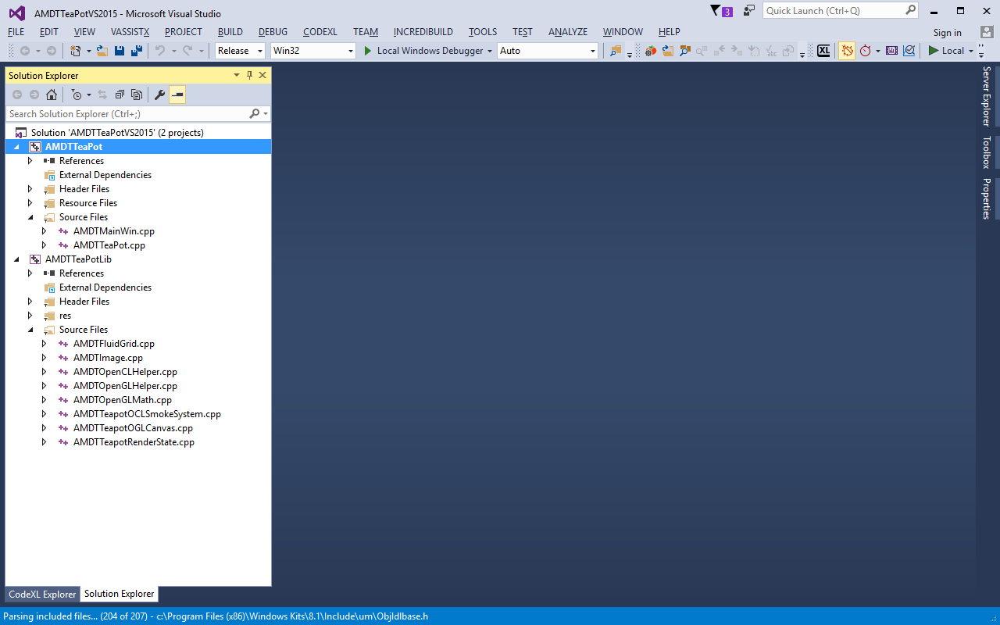 AMDTTeaPotVS2015 - Microsoft Visual Studio
3
Quick Launch (Ctrl+Q)
FILE EDIT VIEW VASSISTX PROJECT BUILD DEBUG CODEXL TEAM INCREDIBUILD TOOLS TEST ANALYZE WINDOW HELP
Sign in
Release Win32 Local Windows Debugger Auto XL Local
Solution Explorer
Search Solution Explorer (Ctrl+;)
Solution 'AMDTTeaPotVS2015' (2 projects)
AMDTTeaPot
References
External Dependencies
Header Files
Resource Files
Source Files
AMDTMainWin.cpp
AMDTTeaPot.cpp
AMDTTeaPotLib
References
External Dependencies
Header Files
res
Source Files
AMDTFluidGrid.cpp
AMDTImage.cpp
AMDTOpenCLHelper.cpp
AMDTOpenGLHelper.cpp
AMDTOpenGLMath.cpp
AMDTTeapotOCLSmokeSystem.cpp
AMDTTeapotOGLCanvas.cpp
AMDTTeapotRenderState.cpp
Server Explorer
Toolbox
Properties
CodeXL Explorer Solution Explorer
Parsing included files... (204 of 207) - c:\Program Files (x86)\Windows Kits\8.1\Include\um\ObjIdlbase.h